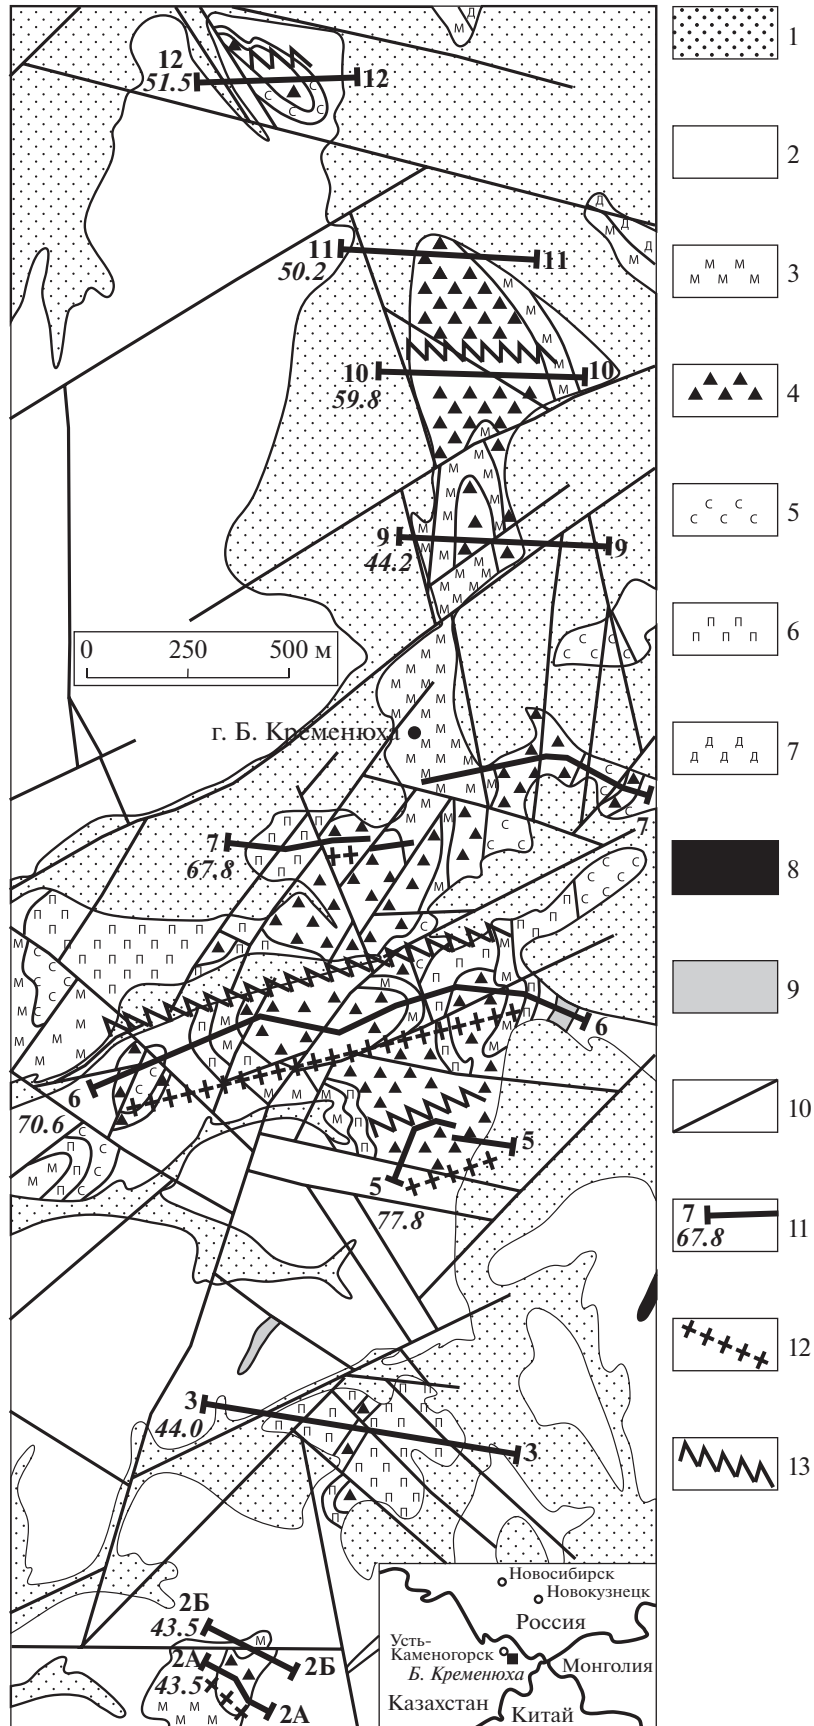 12
51.5
12
11
50.2
11
10
59.8
10
9
44.2
9
0 250 500 м
г. Б. Кременюха
7
67.8
7
6
70.6
6
5
5
77.8
3
44.0
3
2Б
43.5
2Б
2А
43.5
2А
Новосибирск
Новокузнецк
Россия
Усть-
Каменогорск
Б. Кременюха
Монголия
Казахстан
Китай
1
2
М М
М М М
3
4
С С
С С С
5
П П
П П П
6
Д Д
Д Д Д
7
8
9
10
7
67.8
11
12
13